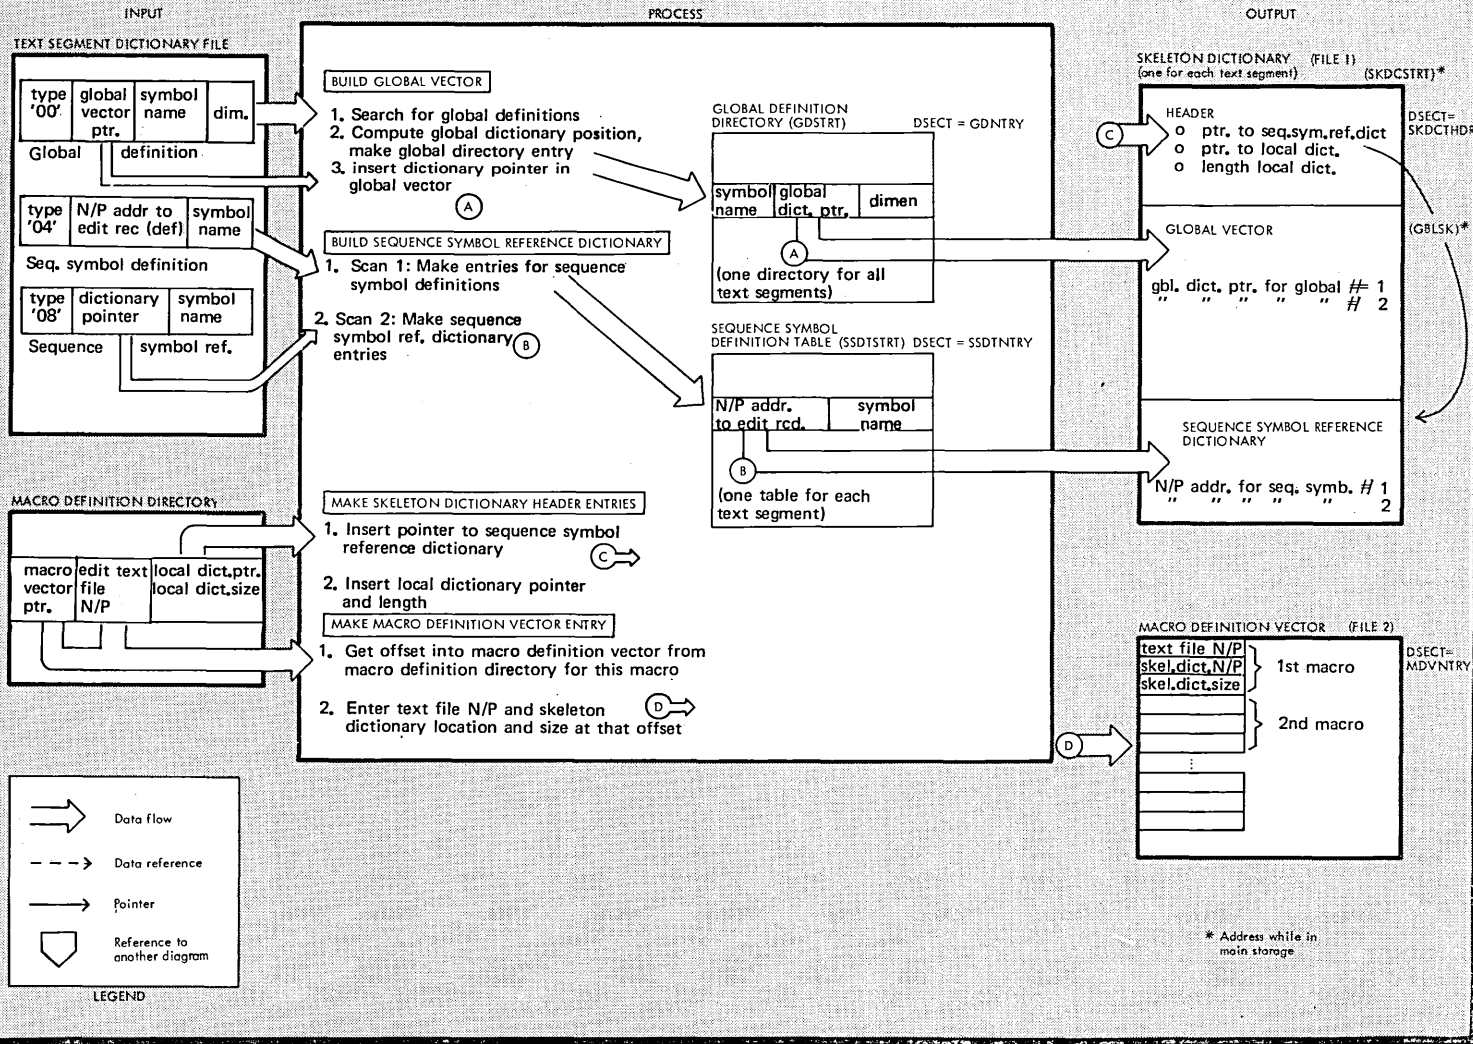 INPUT
PROCESS
OUTPUT
TEXT SEGMENT DICTIONARY FILE
type '00'
global vector ptr.
symbol name
dim.
Global definition
type '04'
N/P addr to edit rec (def)
symbol name
Seq. symbol definition
type '08'
dictionary pointer
symbol name
Sequence symbol ref.
MACRO DEFINITION DIRECTORY
macro vector ptr.
edit text file N/P
local dict.ptr.
local dict.size
BUILD GLOBAL VECTOR
1. Search for global definitions
2. Compute global dictionary position,
make global directory entry
3. insert dictionary pointer in
global vector
A
BUILD SEQUENCE SYMBOL REFERENCE DICTIONARY
1. Scan 1: Make entries for sequence
symbol definitions
2. Scan 2: Make sequence
symbol ref. dictionary
entries
B
MAKE SKELETON DICTIONARY HEADER ENTRIES
1. Insert pointer to sequence symbol
reference dictionary
C
2. Insert local dictionary pointer
and length
MAKE MACRO DEFINITION VECTOR ENTRY
1. Get offset into macro definition vector from
macro definition directory for this macro
2. Enter text file N/P and skeleton
dictionary location and size at that offset
D
GLOBAL DEFINITION
DIRECTORY (GDSTRT) DSECT = GDNTRY
symbol name
global dict. ptr.
dimen
A
(one directory for all
text segments)
SEQUENCE SYMBOL
DEFINITION TABLE (SSDTSTRT) DSECT = SSDTNTRY
N/P addr. to edit rcd.
symbol name
B
(one table for each
text segment)
SKELETON DICTIONARY (FILE 1)
(one for each text segment) (SKDCSTRT)*
C
HEADER
o ptr. to seq.sym.ref.dict
o ptr. to local dict.
o length local dict.
DSECT=
SKDCTHDR
GLOBAL VECTOR
(GBLSK)*
gbl. dict. ptr. for global # 1
" " " " # 2
SEQUENCE SYMBOL REFERENCE
DICTIONARY
N/P addr. for seq. symb. # 1
" " " " 2
MACRO DEFINITION VECTOR (FILE 2)
text file N/P
skel.dict.N/P
skel.dict.size
1st macro
2nd macro
DSECT=
MDVNTRY
D
* Address while in
main storage
Data flow
Data reference
Pointer
Reference to
another diagram
LEGEND